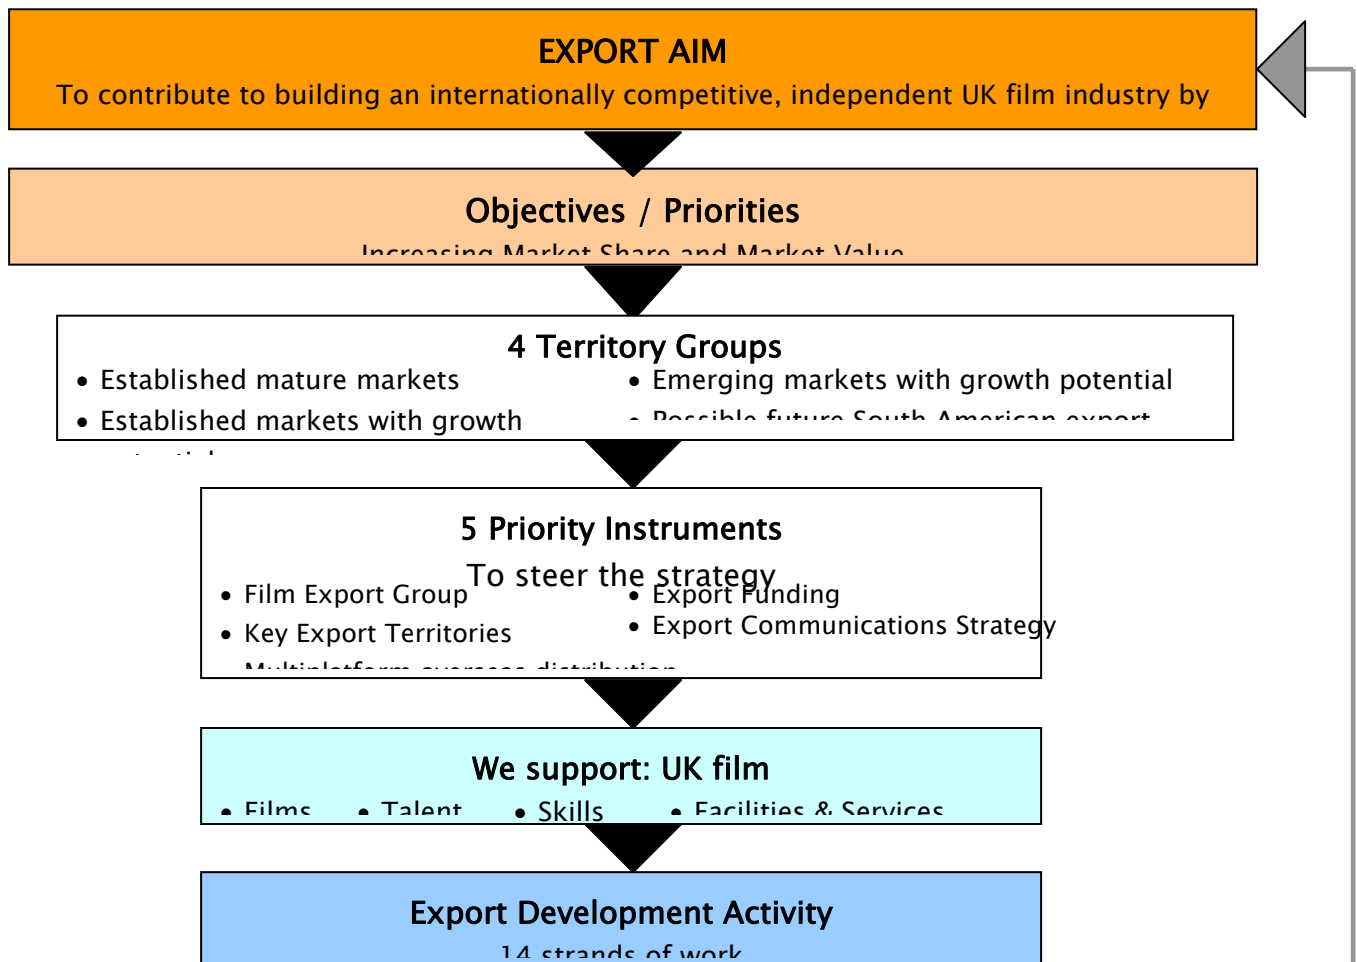 EXPORT AIM
To contribute to building an internationally competitive, independent UK film industry by
Objectives / Priorities
Increasing Market Share and Market Value
4 Territory Groups
• Established mature markets
• Established markets with growth
potential
• Emerging markets with growth potential
• Possible future South American export
5 Priority Instruments
To steer the strategy
• Film Export Group
• Key Export Territories
Multiplatform overseas distribution
• Export Funding
• Export Communications Strategy
We support: UK film
• Films • Talent • Skills • Facilities & Services
Export Development Activity
14 strands of work